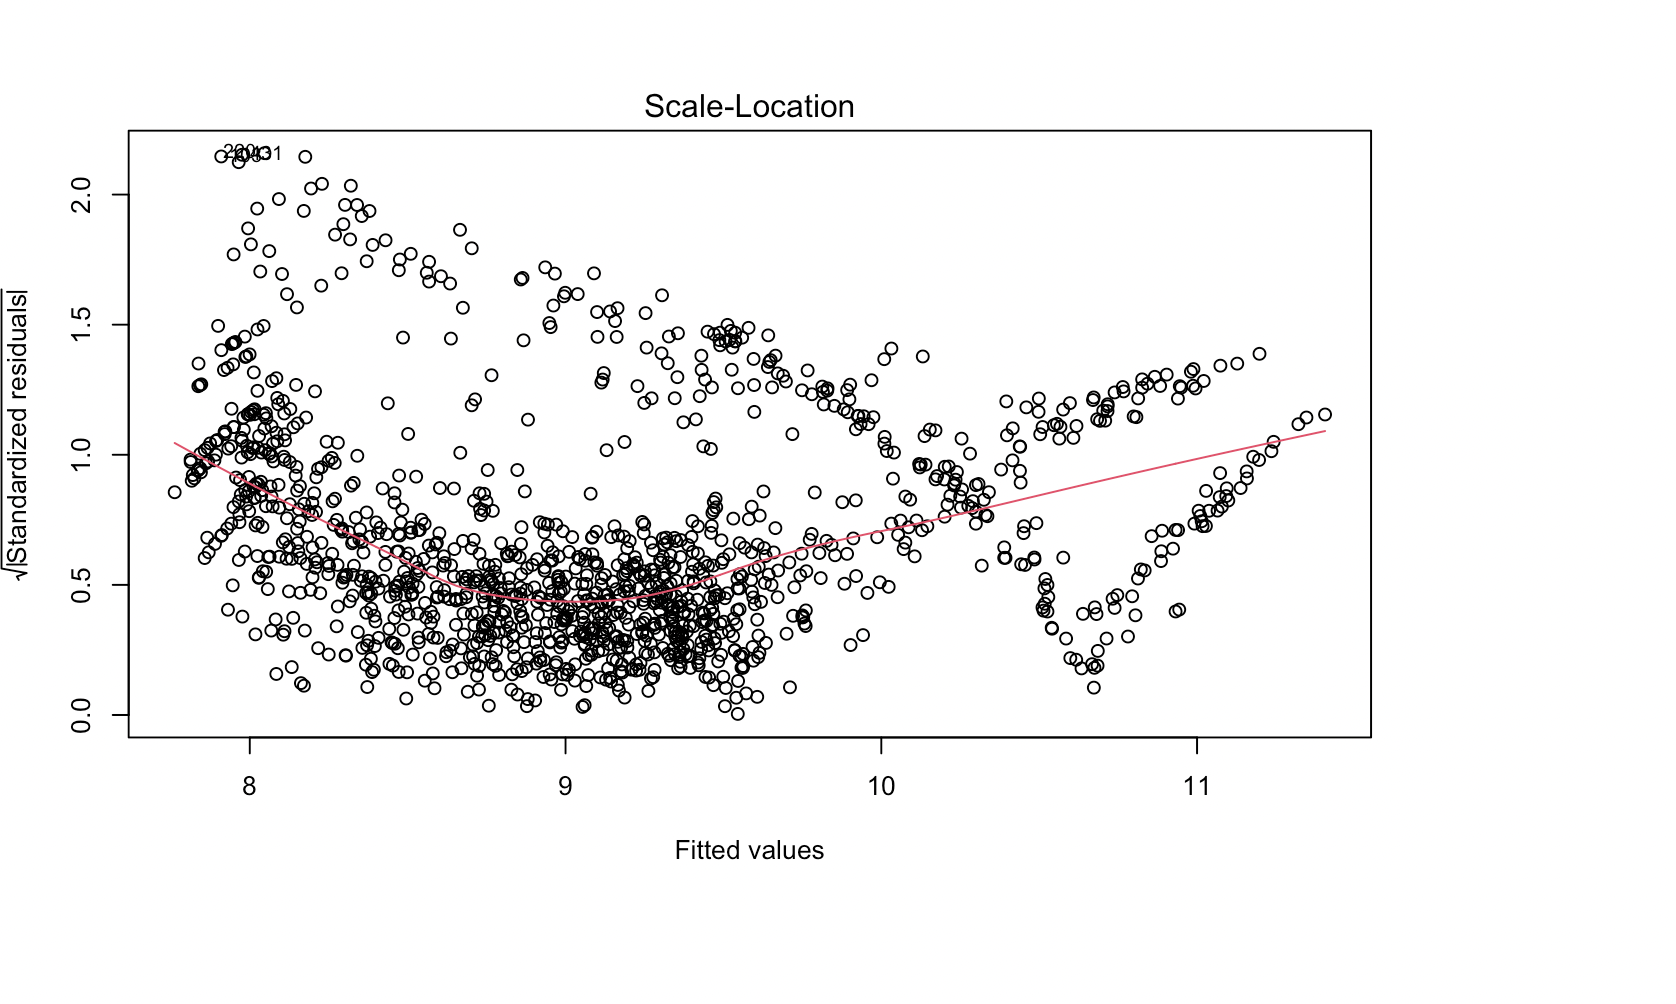 Scale-Location
√|Standardized residuals|
2.0
1.5
1.0
0.5
0.0
8 9 10 11
Fitted values